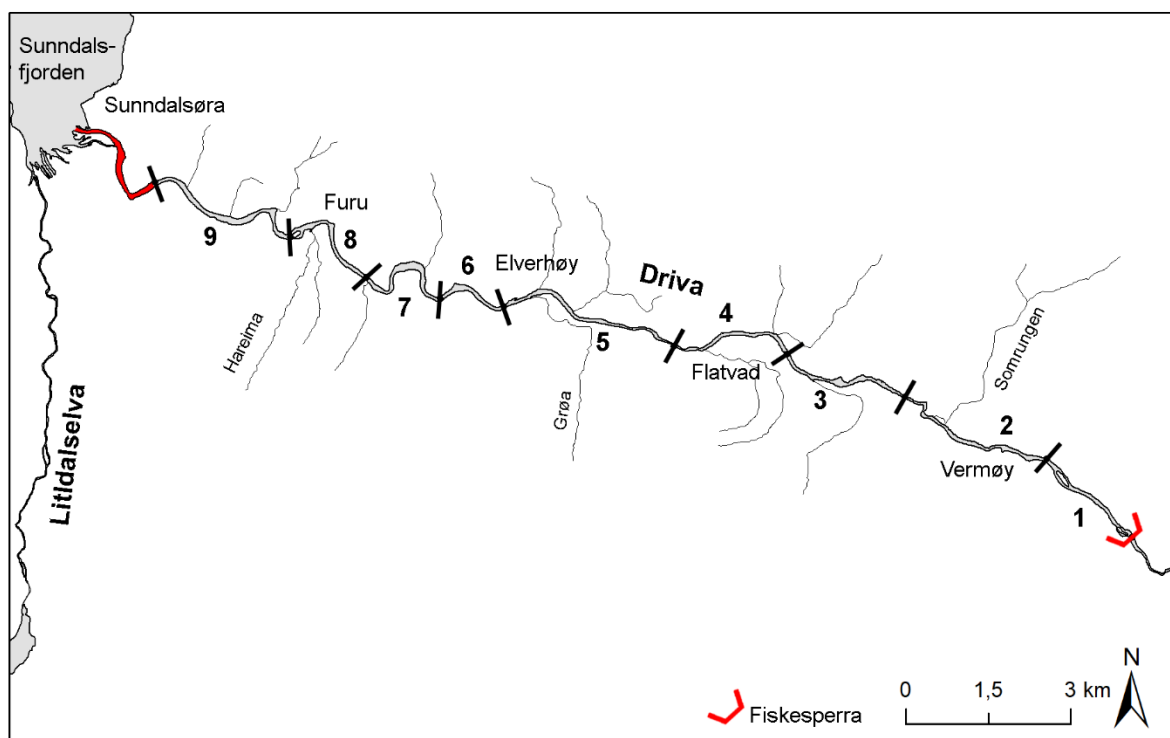 Sunndals-
fjorden
Sunndalsøra
Furu
8
9
Hareima
7
6
Elverhøy
Driva
4
5
Grøa
Flatvad
3
Somrungen
2
Vermøy
1
Litldalselva
Fiskesperra
0
1,5
3 km
N